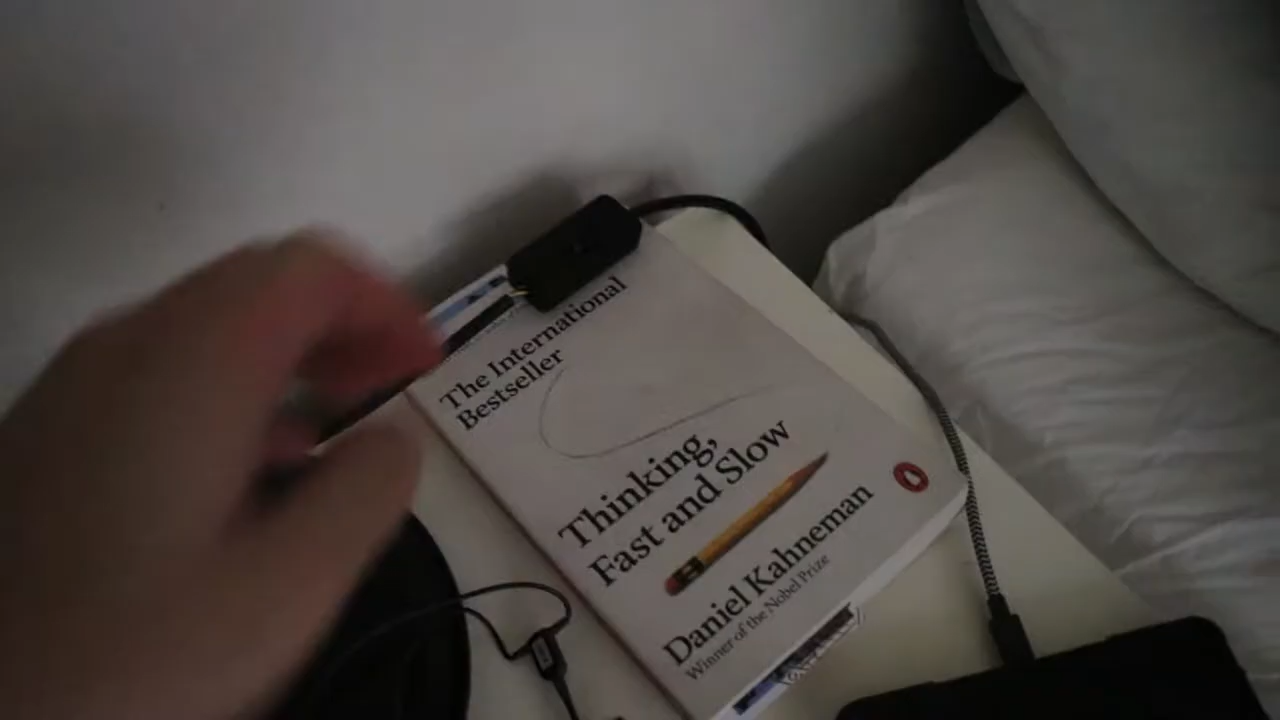 The International
Bestseller
Thinking,
Fast and Slow
Daniel Kahneman
Winner of the Nobel Prize